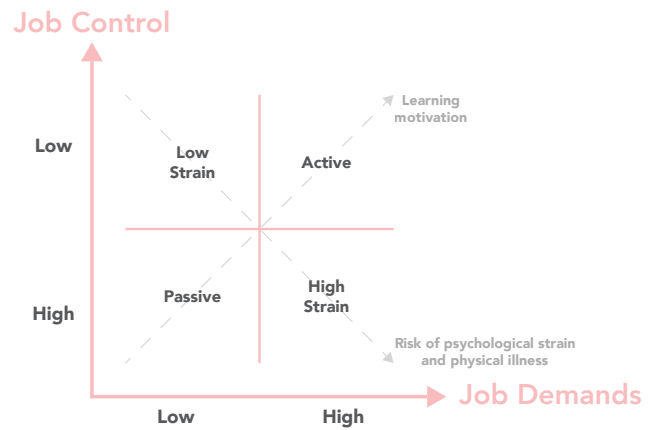 Job Control
Learning
motivation
Low
Low
Strain
Active
High
Passive
High
Strain
Risk of psychological strain
and physical illness
Job Demands
Low
High